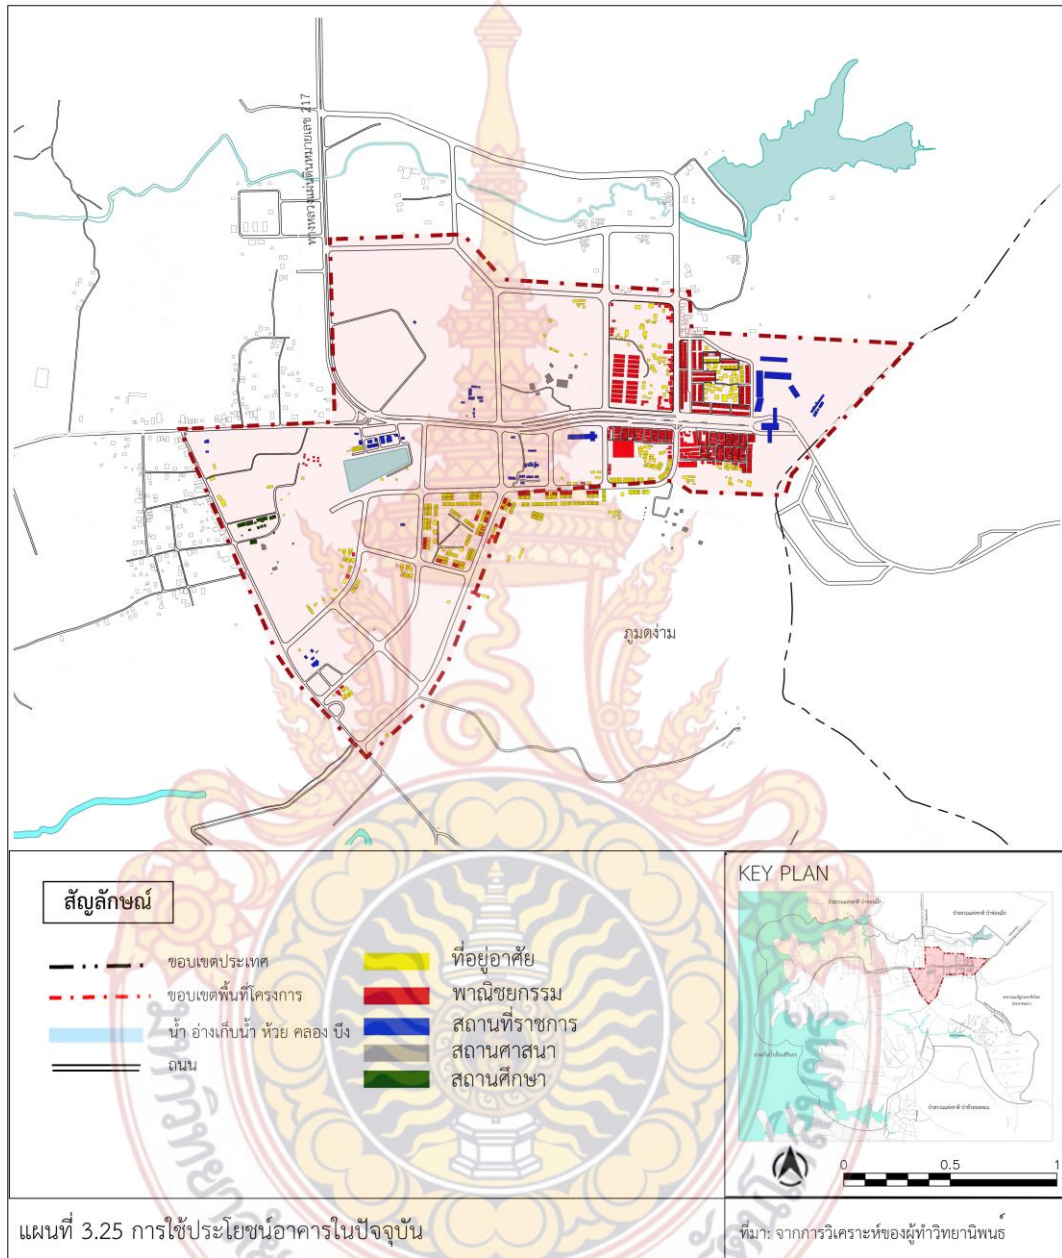 ทางหลวงแผ่นดินหมายเลข 217
ภูมดง่าม
สัญลักษณ์
ขอบเขตประเทศ
ขอบเขตพื้นที่โครงการ
น้ำ อ่างเก็บน้ำ ห้วย คลอง บึง
ถนน
ที่อยู่อาศัย
พาณิชยกรรม
สถานที่ราชการ
สถานศาสนา
สถานศึกษา
KEY PLAN
0 0.5 1
แผนที่ 3.25 การใช้ประโยชน์อาคารในปัจจุบัน
ที่มา: จากการวิเคราะห์ของผู้ทำวิทยานิพนธ์